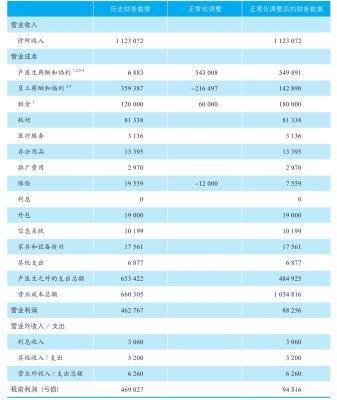 历史财务数据 正常化调整 正常化调整后的财务数据
营业收入
诊所收入 1 123 072 1 123 072
营业成本
卢医生薪酬和福利 1,2,3,4 6 883 543 008 549 891
员工薪酬和福利 359 387 −216 497 142 890
租金 120 000 60 000 180 000
耗材 81 338 81 338
医疗服务 3 136 3 136
办公用品 13 395 13 395
推广费用 2 970 2 970
保险 19 559 −12 000 7 559
利息 0 0
外包 19 000 19 000
信息系统 10 199 10 199
家具和设备折旧 17 561 17 561
其他支出 6 877 6 877
卢医生之外的支出总额 653 422 484 925
营业成本总额 660 305 1 034 816
营业利润 462 767 88 256
营业外收入/支出
利息收入 3 060 3 060
其他收入/支出 3 200 3 200
营业外收入/支出总额 6 260 6 260
税前利润(亏损) 469 027 94 516